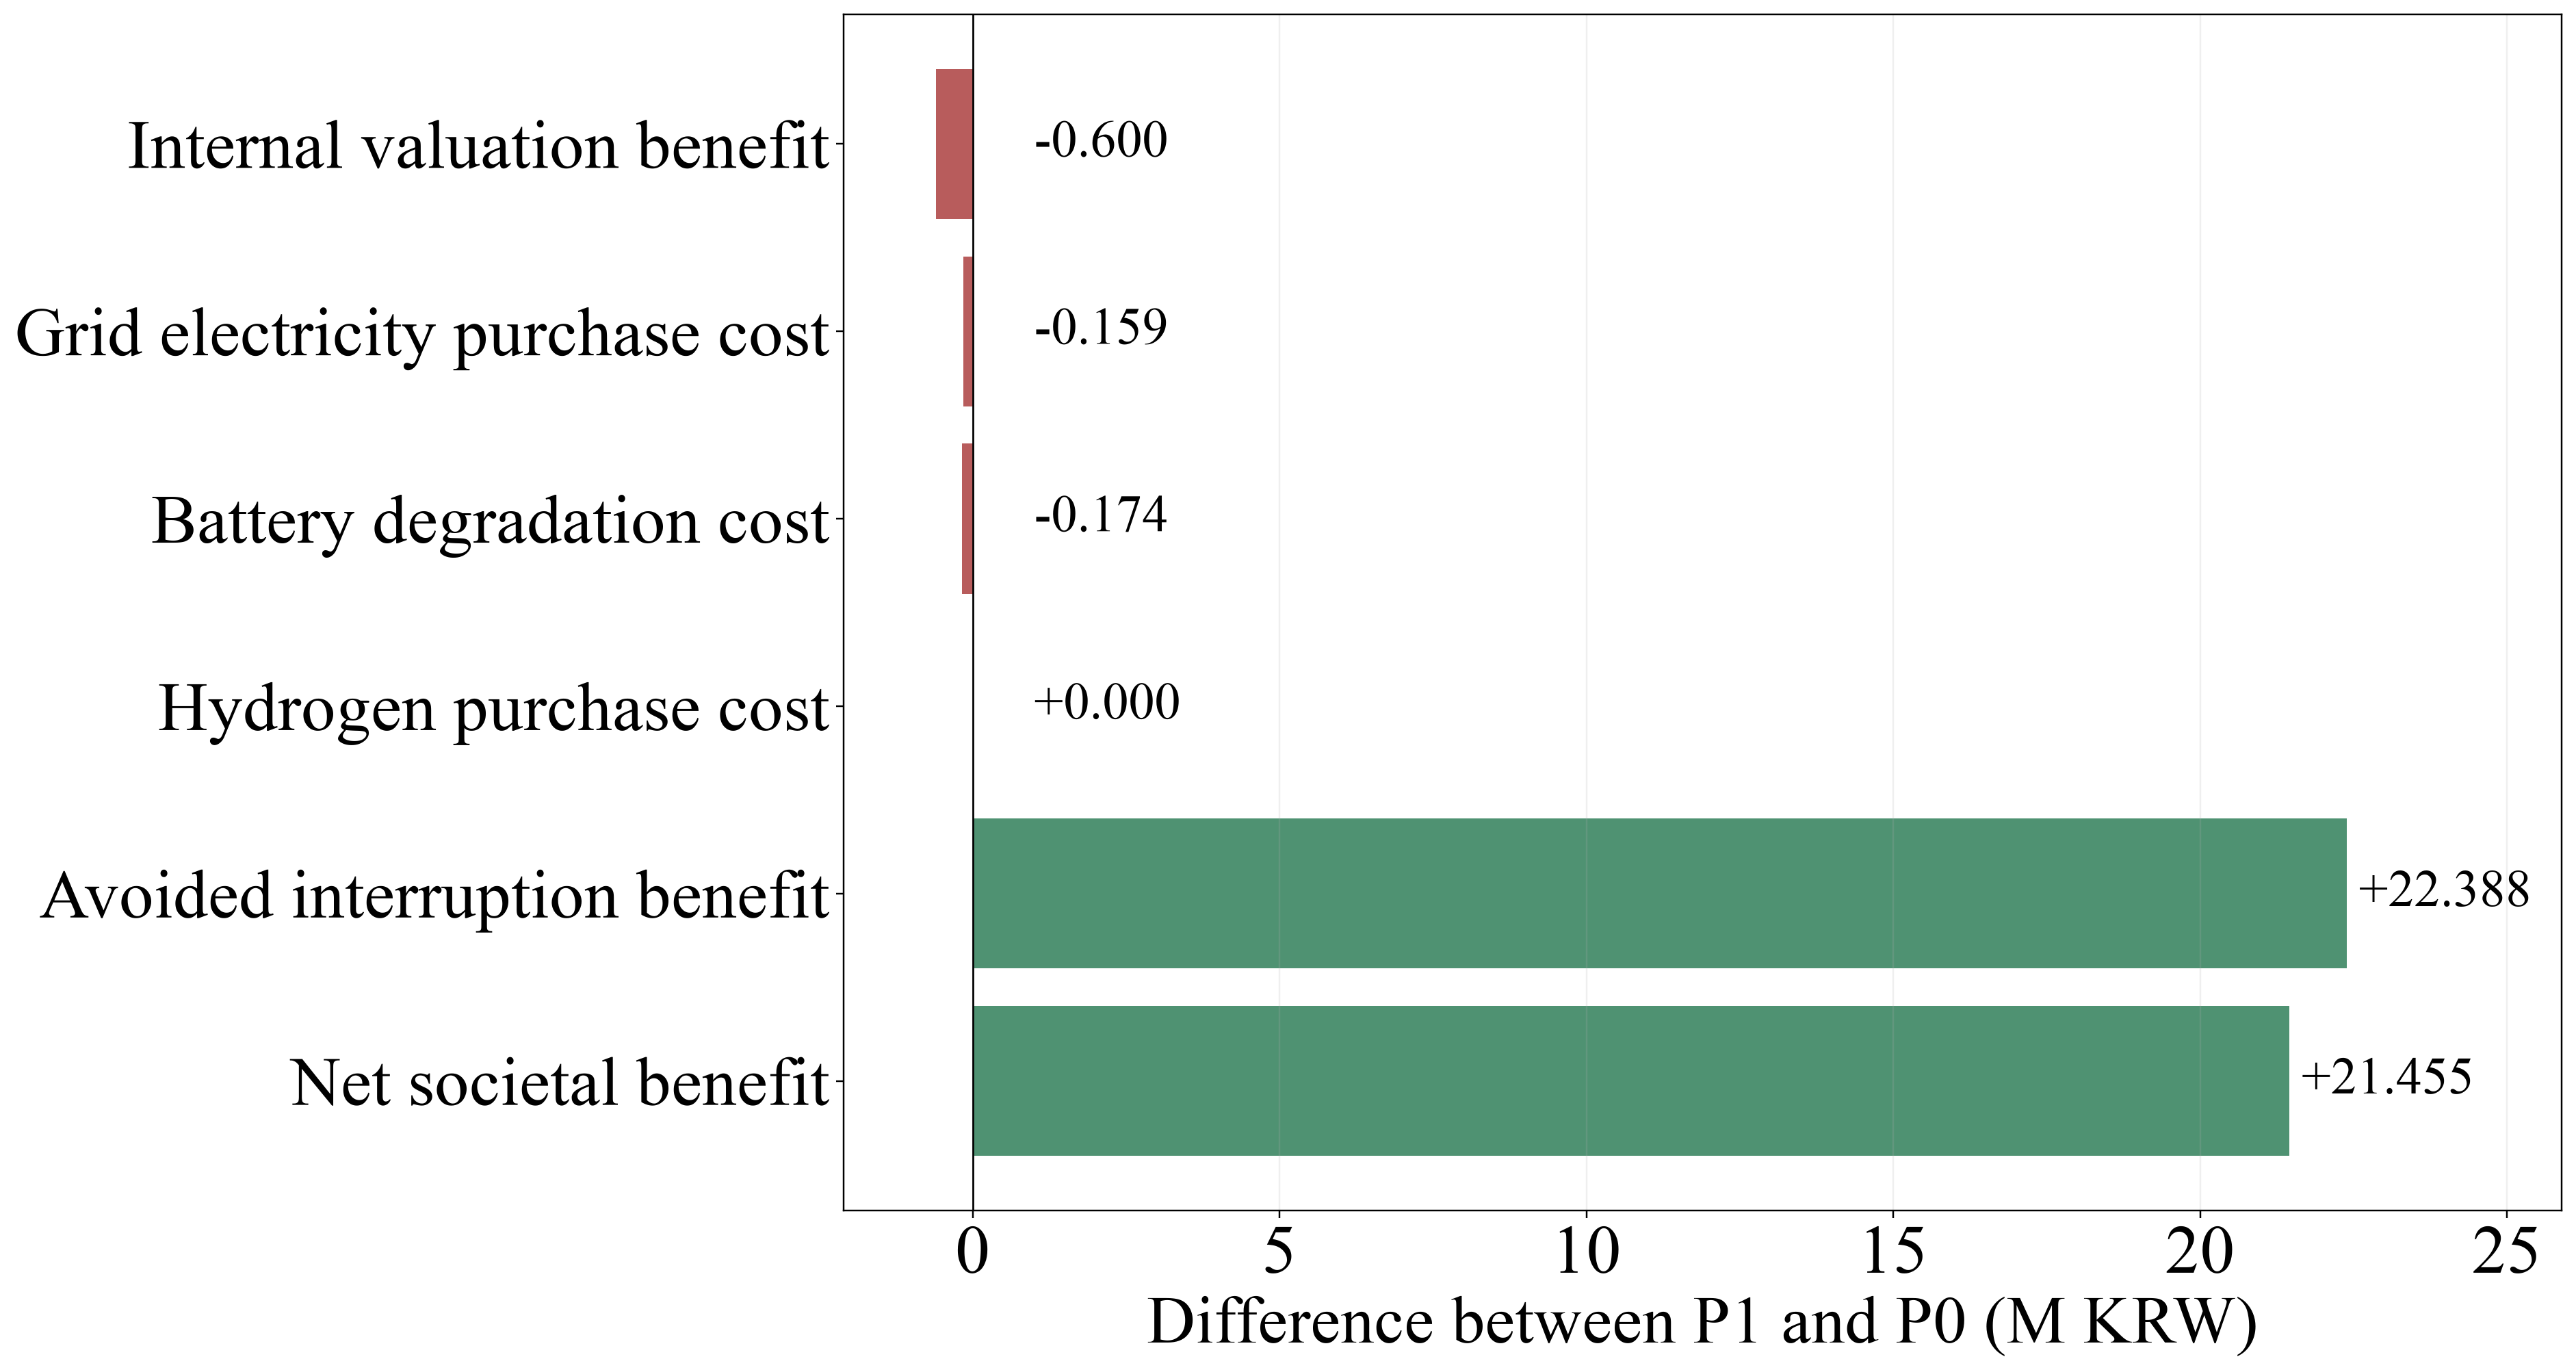 Internal valuation benefit
-0.600
Grid electricity purchase cost
-0.159
Battery degradation cost
-0.174
Hydrogen purchase cost
+0.000
Avoided interruption benefit
+22.388
Net societal benefit
+21.455
0 5 10 15 20 25
Difference between P1 and P0 (M KRW)